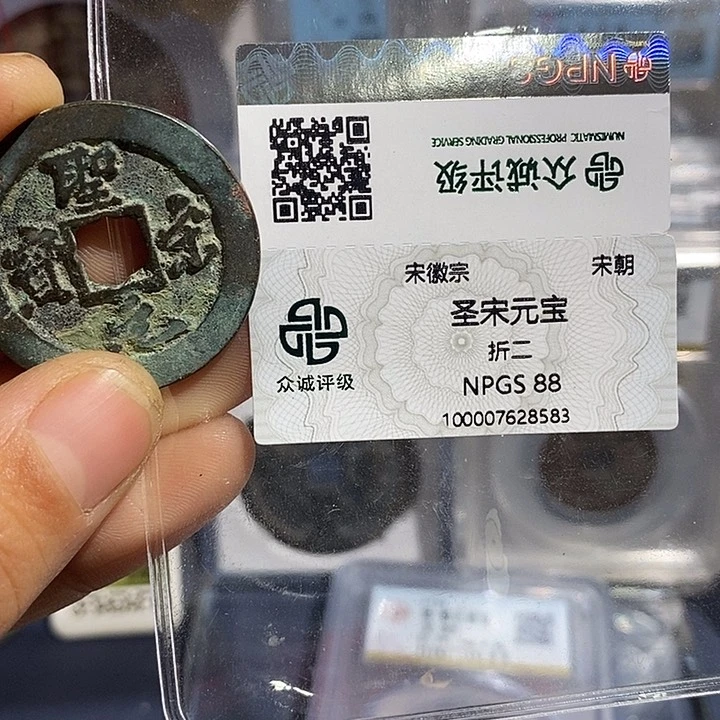 NPGS
众诚评级
NUMISMATIC PROFESSIONAL GRADING SERVICE
宋徽宗
宋朝
圣宋元宝
折二
众诚评级
NPGS 88
100007628583
聖宋元寶